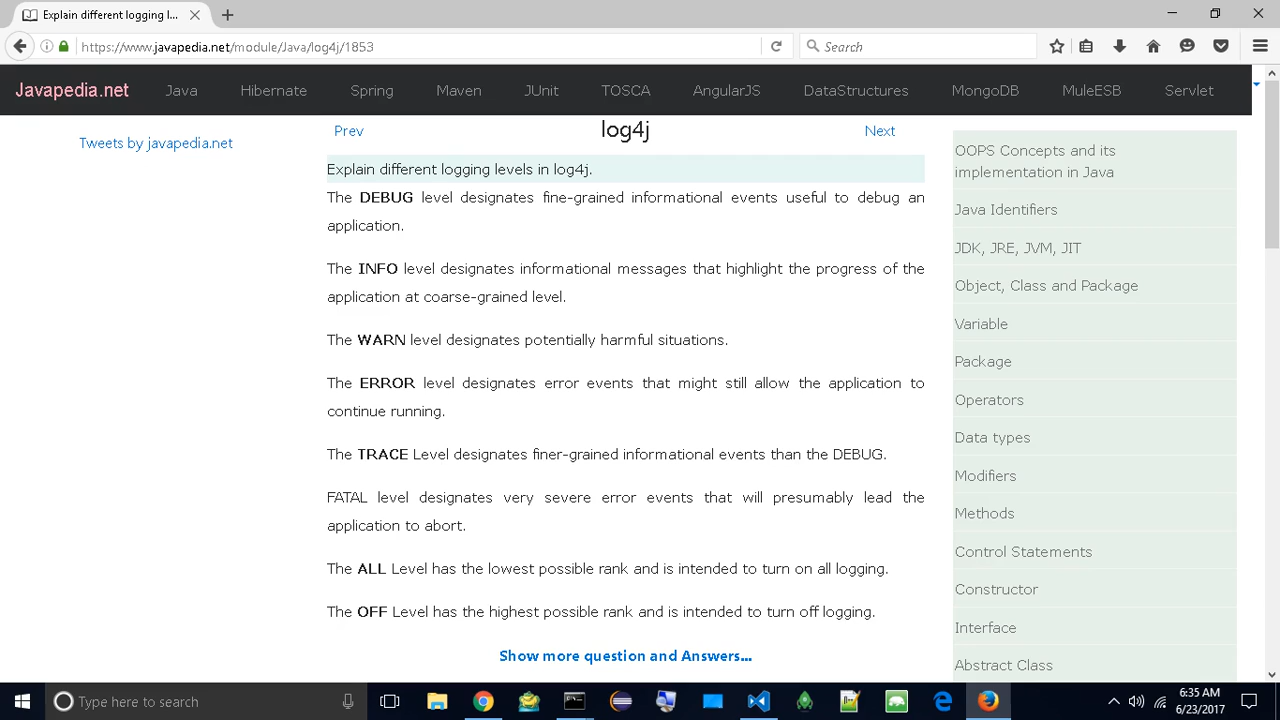 Explain different logging l...
https://www.javapedia.net/module/Java/log4j/1853
Search
Javapedia.net Java Hibernate Spring Maven JUnit TOSCA AngularJS DataStructures MongoDB MuleESB Servlet
Tweets by javapedia.net
Prev log4j Next
Explain different logging levels in log4j.
The DEBUG level designates fine-grained informational events useful to debug an
application.
The INFO level designates informational messages that highlight the progress of the
application at coarse-grained level.
The WARN level designates potentially harmful situations.
The ERROR level designates error events that might still allow the application to
continue running.
The TRACE Level designates finer-grained informational events than the DEBUG.
FATAL level designates very severe error events that will presumably lead the
application to abort.
The ALL Level has the lowest possible rank and is intended to turn on all logging.
The OFF Level has the highest possible rank and is intended to turn off logging.
Show more question and Answers...
OOPS Concepts and its
implementation in Java
Java Identifiers
JDK, JRE, JVM, JIT
Object, Class and Package
Variable
Package
Operators
Data types
Modifiers
Methods
Control Statements
Constructor
Interface
Abstract Class
Type here to search
6:35 AM
6/23/2017